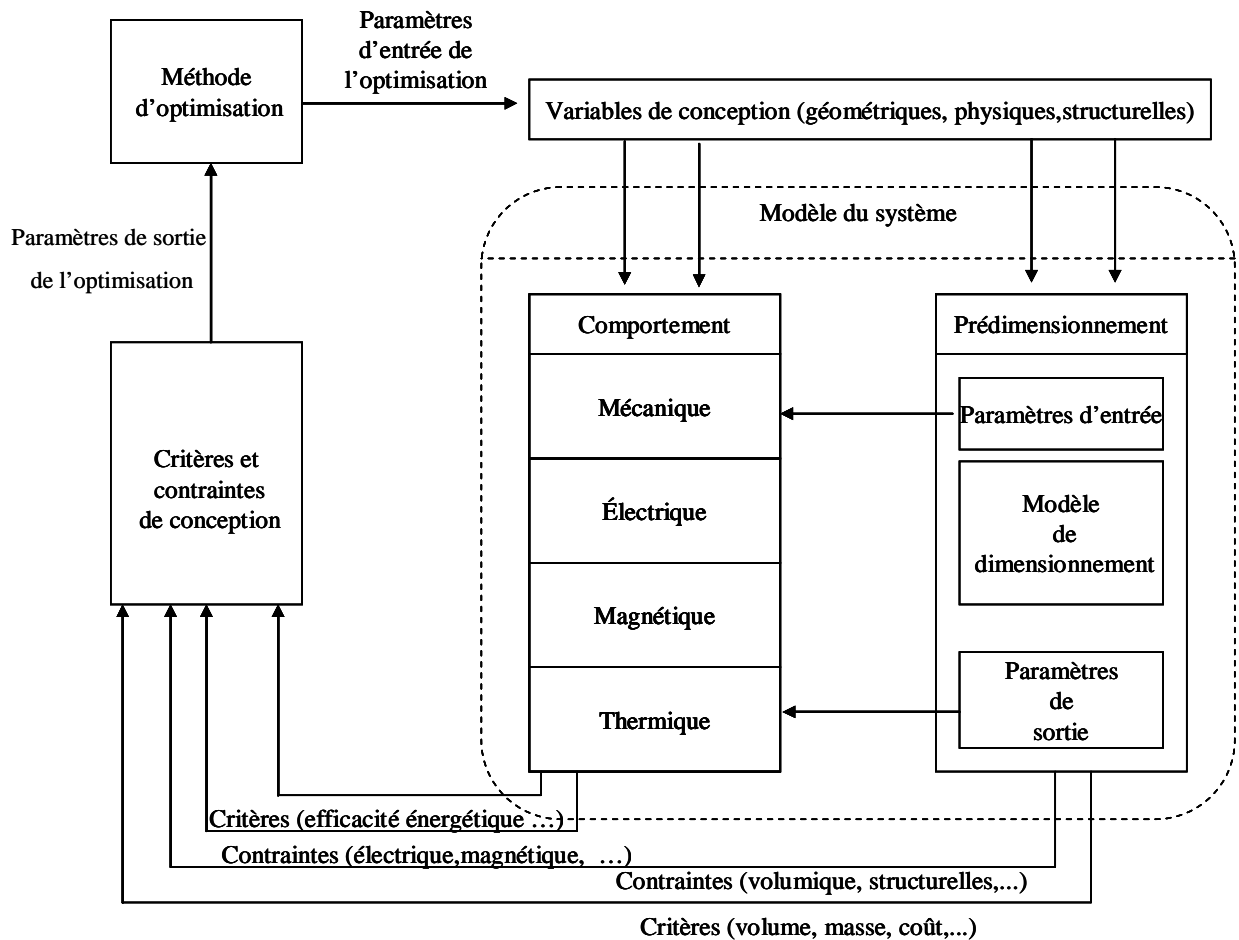 Méthode
d’optimisation
Paramètres
d’entrée de
l’optimisation
Variables de conception (géométriques, physiques,structurelles)
Modèle du système
Paramètres de sortie
de l’optimisation
Critères et
contraintes
de conception
Comportement
Mécanique
Électrique
Magnétique
Thermique
Prédimensionnement
Paramètres d’entrée
Modèle
de
dimensionnement
Paramètres
de
sortie
Critères (efficacité énergétique …)
Contraintes (électrique,magnétique, …)
Contraintes (volumique, structurelles,...)
Critères (volume, masse, coût,...)